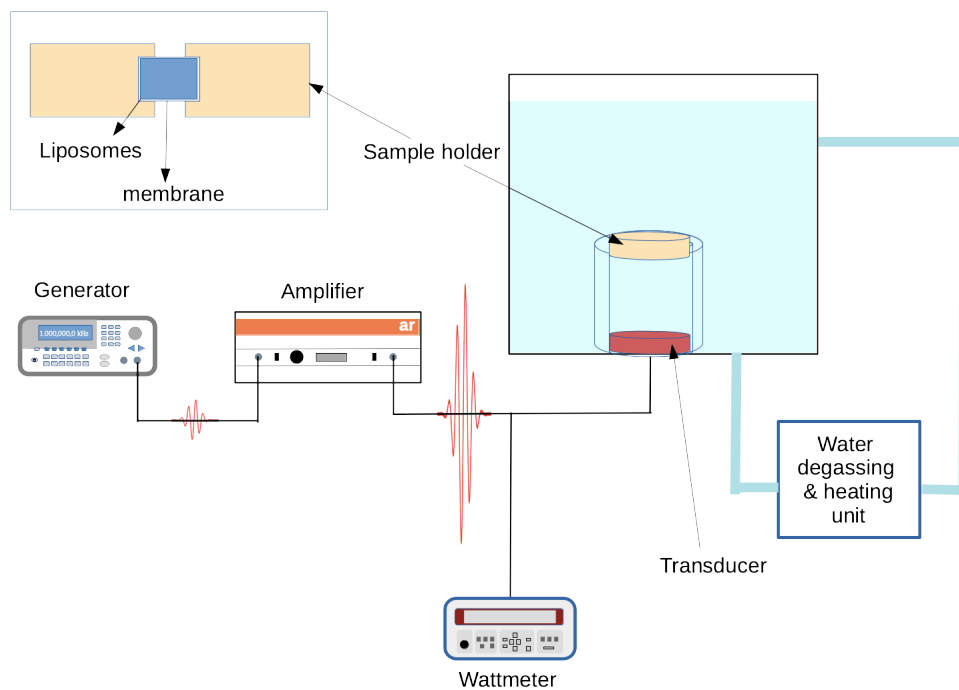 Liposomes
membrane
Sample holder
Generator
1.000,000,0 kHz
Amplifier
ar
Water
degassing
& heating
unit
Transducer
Wattmeter